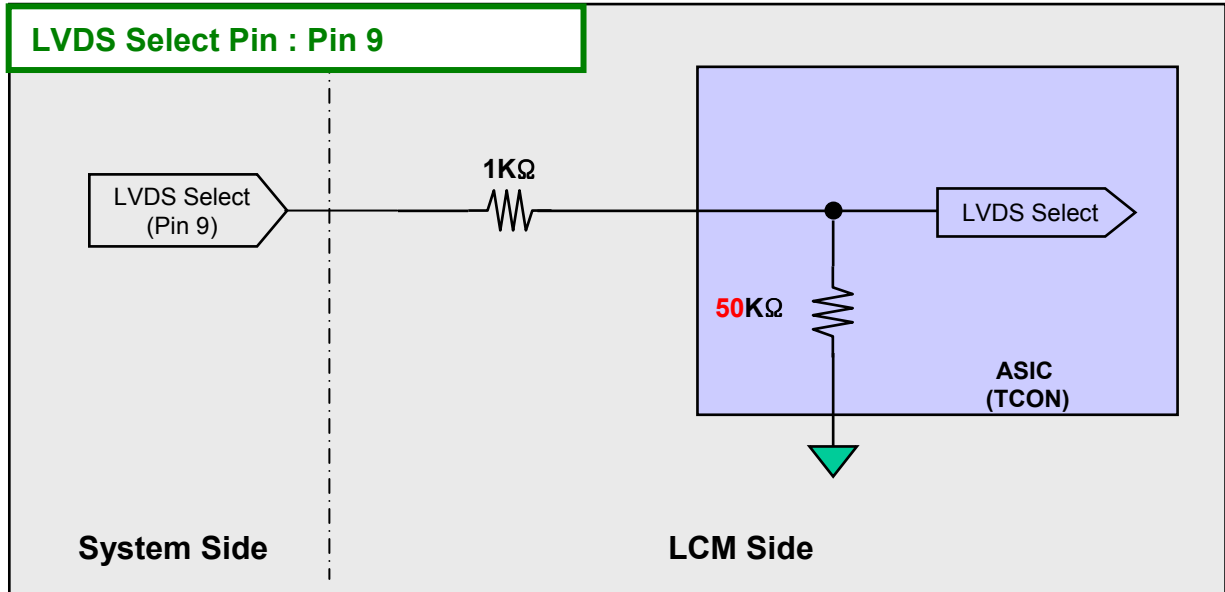 LVDS Select Pin : Pin 9
1KΩ
LVDS Select
(Pin 9)
LVDS Select
50KΩ
ASIC
(TCON)
System Side
LCM Side